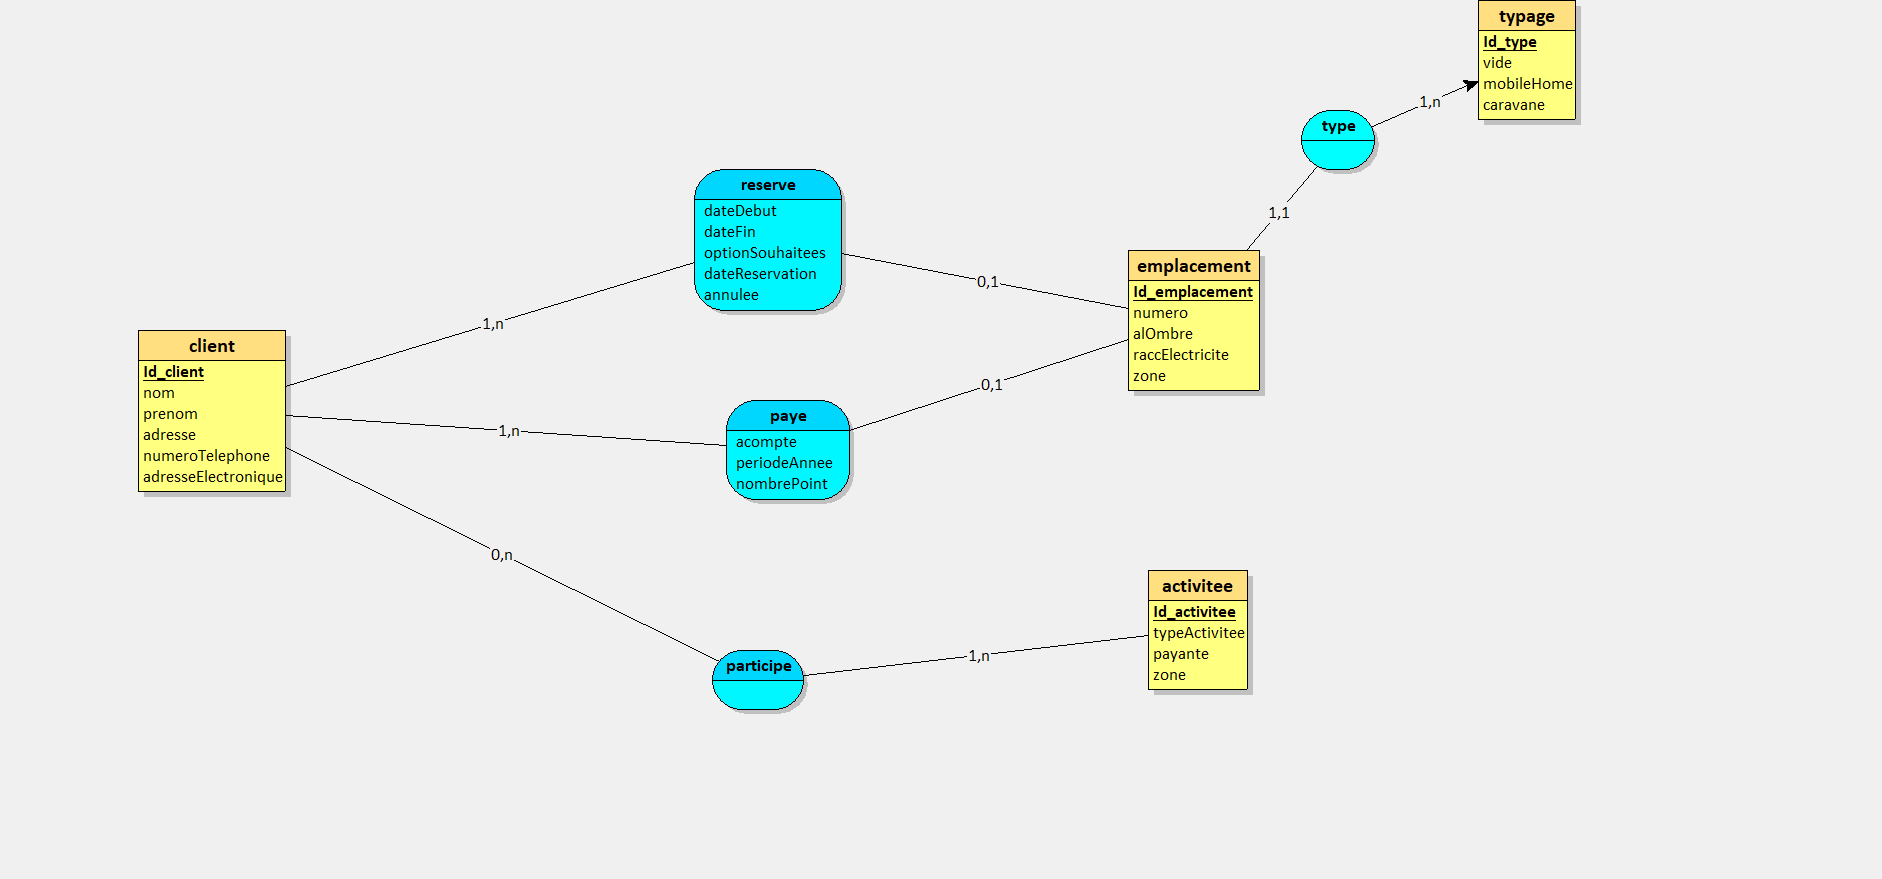 typage
Id_type
vide
mobileHome
caravane
1,n
type
1,1
reserve
dateDebut
dateFin
optionSouhaitees
dateReservation
annulee
1,n
0,1
emplacement
Id_emplacement
numero
alOmbre
raccElectricite
zone
client
Id_client
nom
prenom
adresse
numeroTelephone
adresseElectronique
1,n
0,1
paye
acompte
periodeAnnee
nombrePoint
0,n
participe
1,n
activitee
Id_activitee
typeActivitee
payante
zone